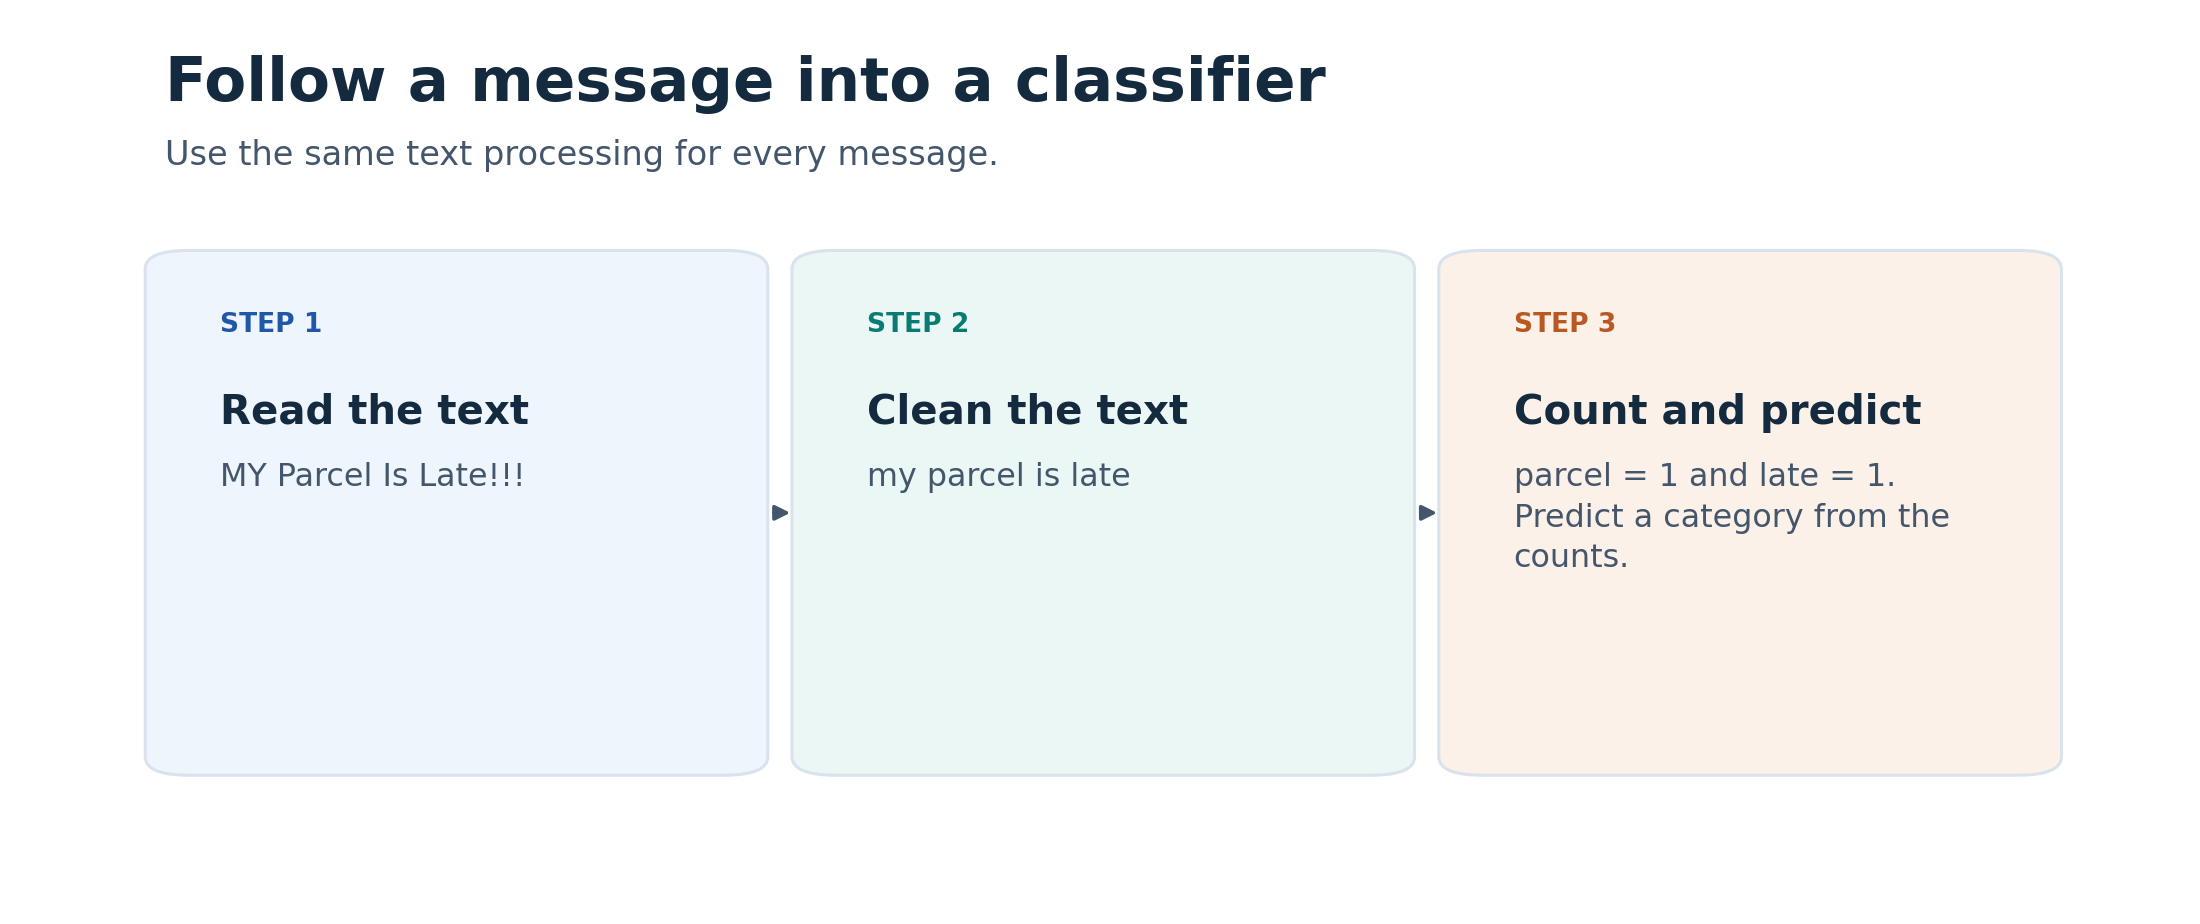 Follow a message into a classifier
Use the same text processing for every message.
STEP 1
Read the text
MY Parcel Is Late!!!
STEP 2
Clean the text
my parcel is late
STEP 3
Count and predict
parcel = 1 and late = 1.
Predict a category from the
counts.